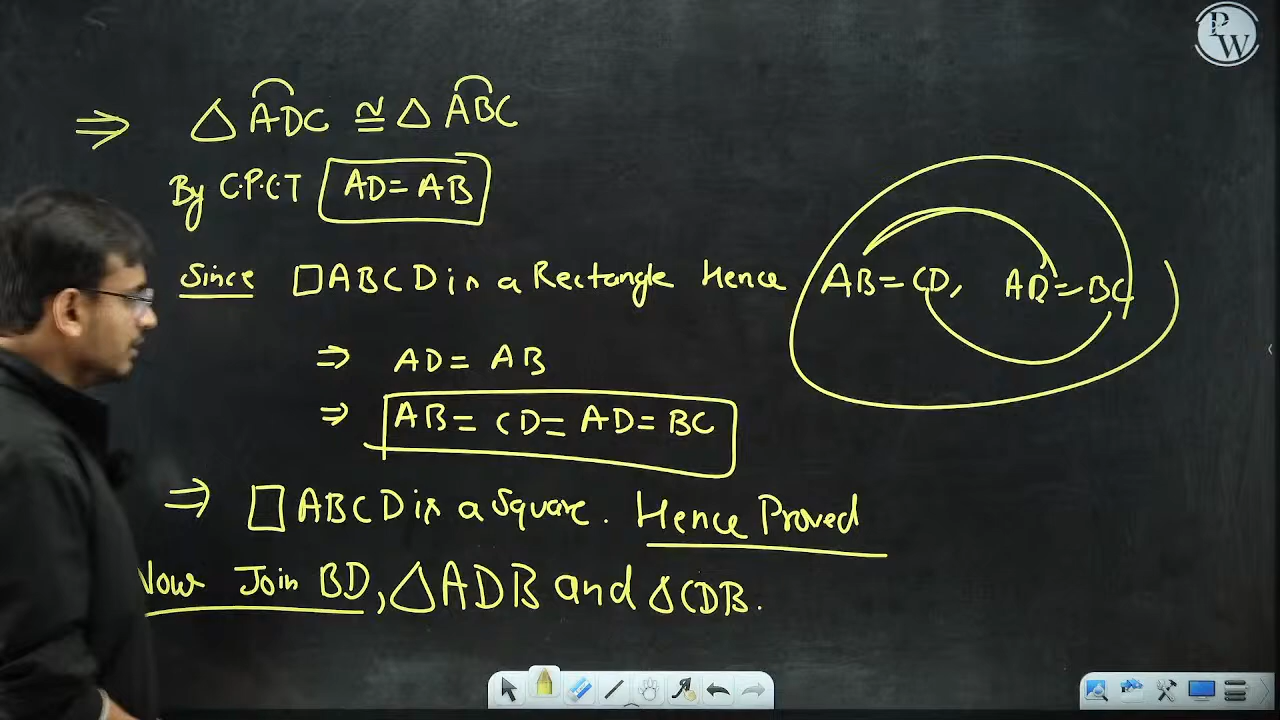 PW
⇒ △ADC ≅ △ABC
By C.P.C.T AD = AB
Since □ABCD is a Rectangle Hence AB = CD, AD = BC
⇒ AD = AB
⇒ AB = CD = AD = BC
⇒ □ABCD is a Square. Hence Proved
Now Join BD, △ADB and △CDB.